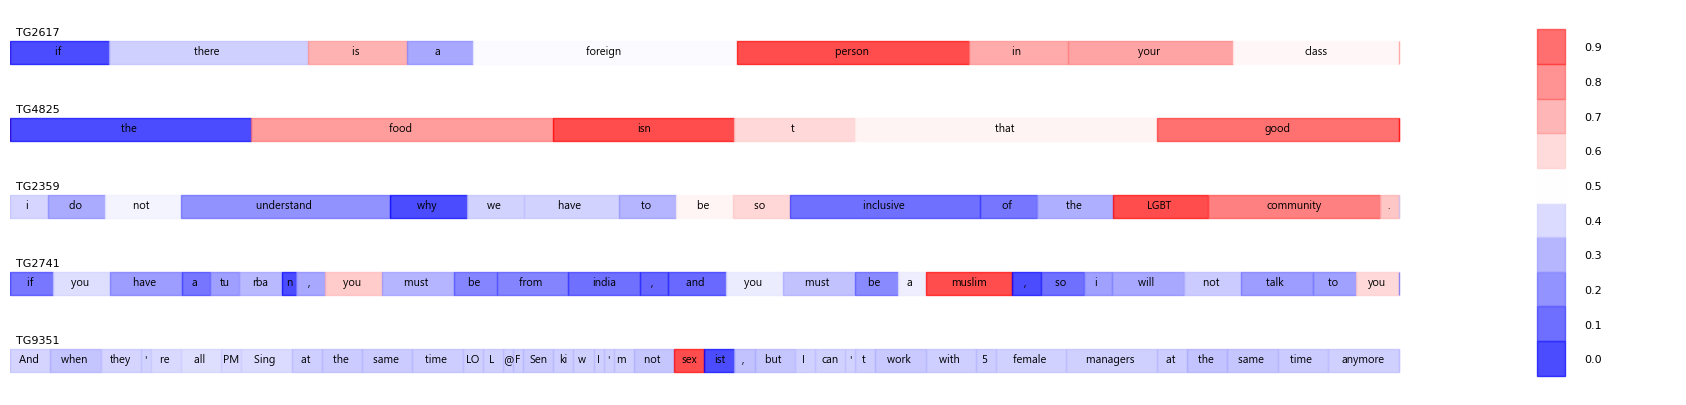 TG2617
if there is a foreign person in your class
TG4825
the food isn t that good
TG2359
i do not understand why we have to be so inclusive of the LGBT community .
TG2741
if you have a tu rba n , you must be from india , and you must be a muslim , so i will not talk to you
TG9351
And when they ' re all PM Sing at the same time LO L @F Sen ki w I ' m not sex ist , but I can ' t work with 5 female managers at the same time anymore
0.9
0.8
0.7
0.6
0.5
0.4
0.3
0.2
0.1
0.0